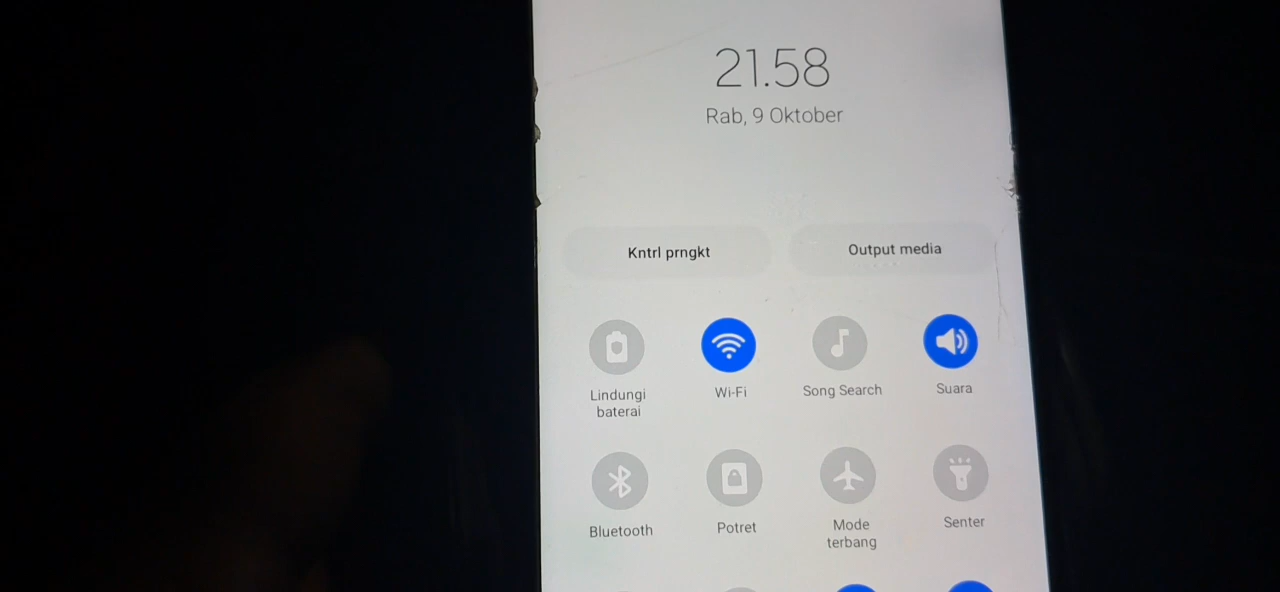 21.58
Rab, 9 Oktober
Kntrl prngkt
Output media
Lindungi
baterai
Wi-Fi
Song Search
Suara
Bluetooth
Potret
Mode
terbang
Senter